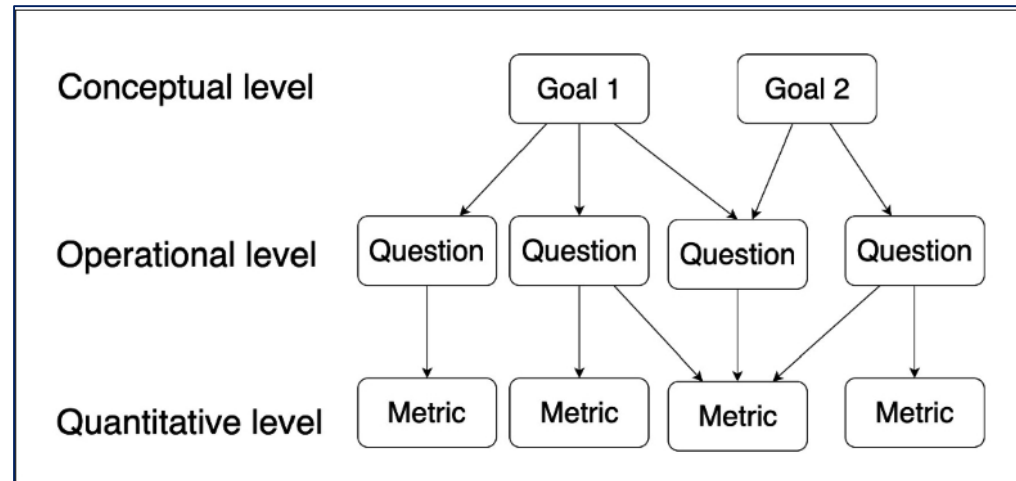 Conceptual level
Goal 1
Goal 2
Operational level
Question
Question
Question
Question
Quantitative level
Metric
Metric
Metric
Metric